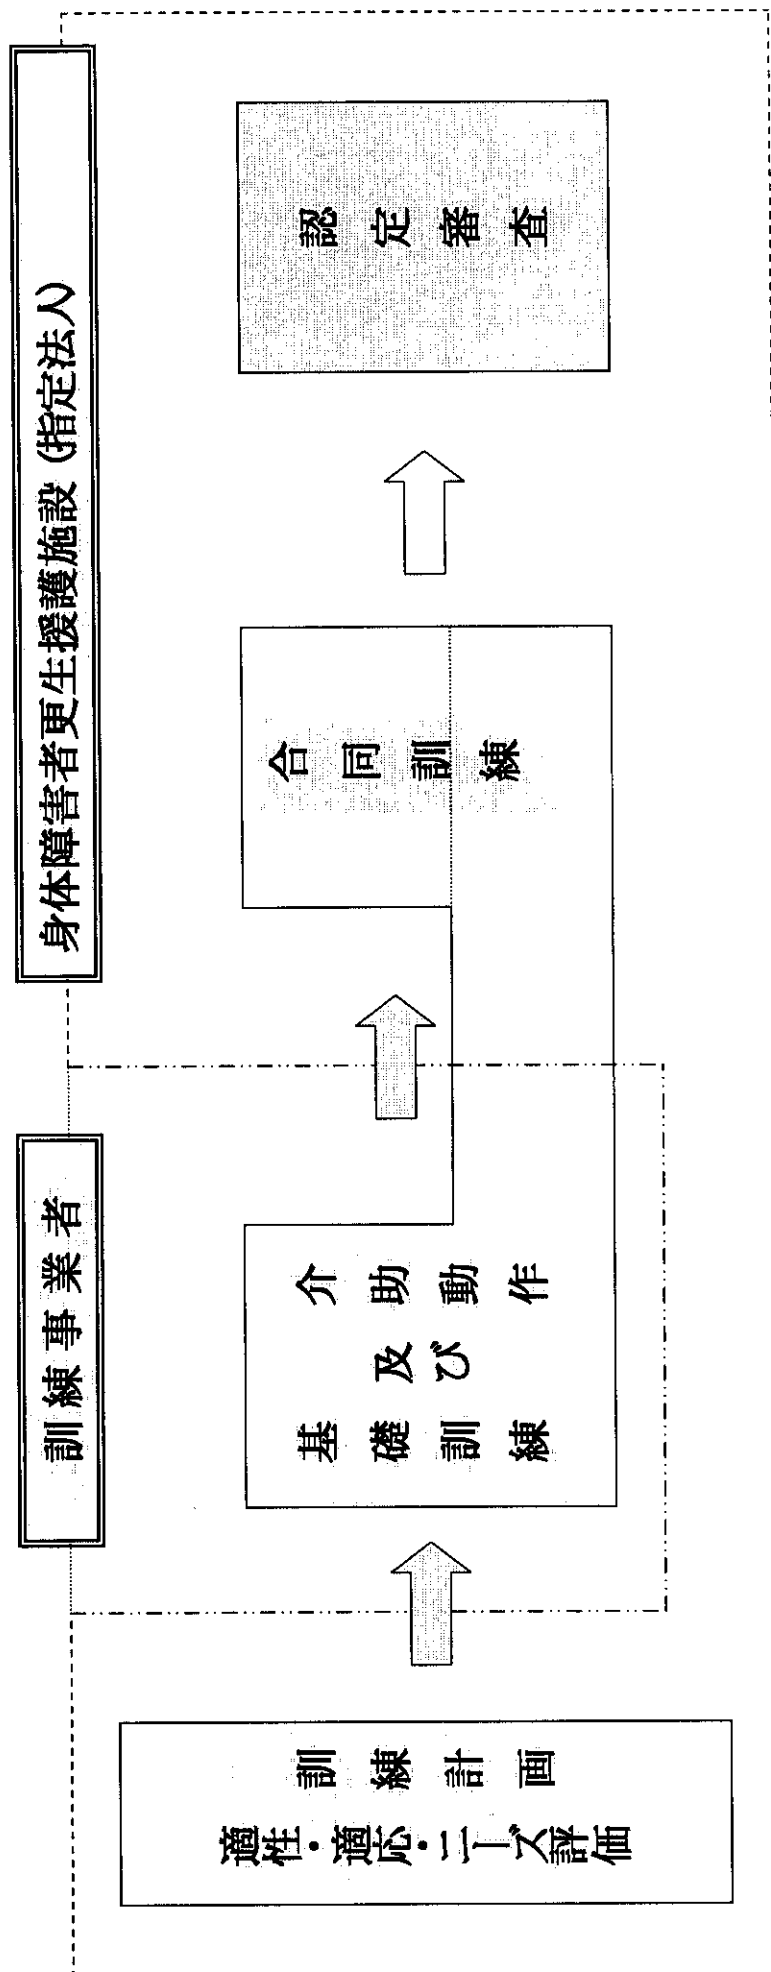 訓練事業者
身体障害者更生援護施設（指定法人）
訓練計画
適性・適応・ニーズ評価
介助動作
及び
基礎訓練
合同訓練
認定審査